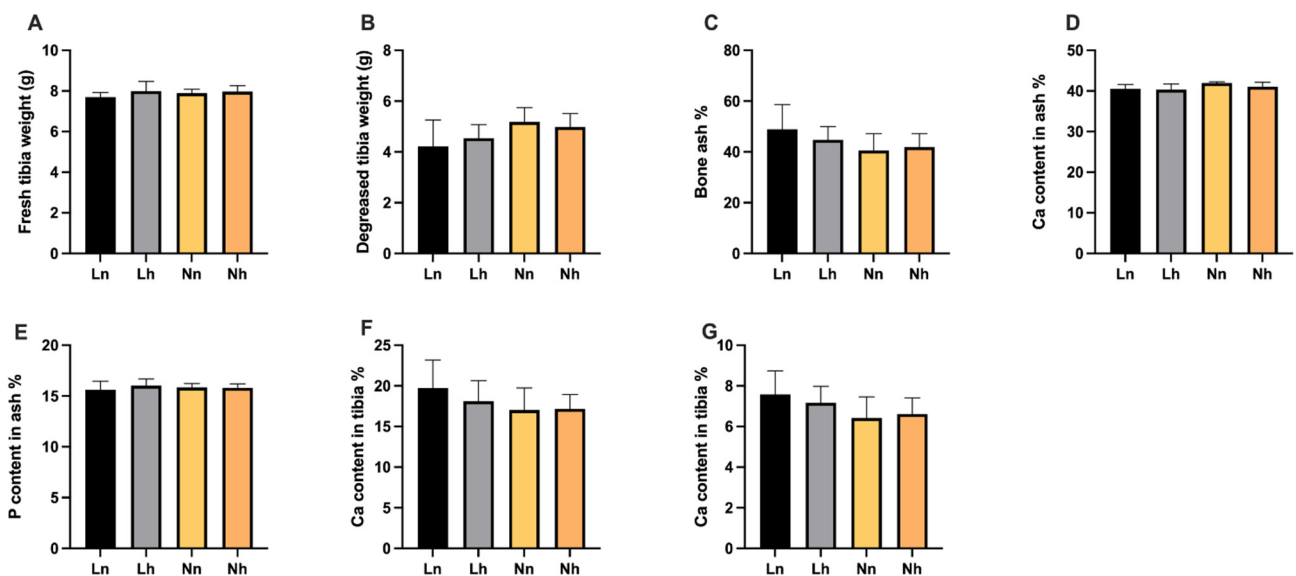 A
Fresh tibia weight (g)
10
8
6
4
2
0
Ln Lh Nn Nh
B
Degreased tibia weight (g)
8
6
4
2
0
Ln Lh Nn Nh
C
Bone ash %
80
60
40
20
0
Ln Lh Nn Nh
D
Ca content in ash %
50
40
30
20
10
0
Ln Lh Nn Nh
E
P content in ash %
20
15
10
5
0
Ln Lh Nn Nh
F
Ca content in tibia %
25
20
15
10
5
0
Ln Lh Nn Nh
G
Ca content in tibia %
10
8
6
4
2
0
Ln Lh Nn Nh